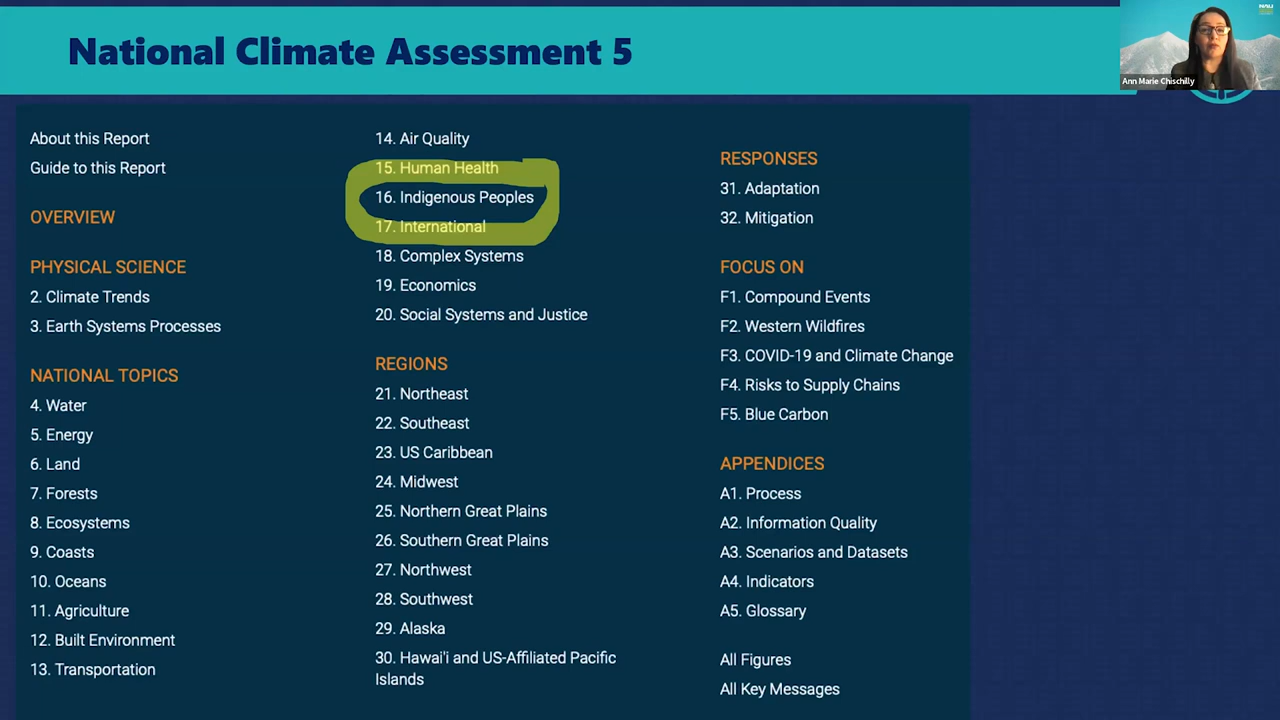 National Climate Assessment 5
NAU
Ann Marie Chischilly
About this Report
Guide to this Report
OVERVIEW
PHYSICAL SCIENCE
2. Climate Trends
3. Earth Systems Processes
NATIONAL TOPICS
4. Water
5. Energy
6. Land
7. Forests
8. Ecosystems
9. Coasts
10. Oceans
11. Agriculture
12. Built Environment
13. Transportation
14. Air Quality
15. Human Health
16. Indigenous Peoples
17. International
18. Complex Systems
19. Economics
20. Social Systems and Justice
REGIONS
21. Northeast
22. Southeast
23. US Caribbean
24. Midwest
25. Northern Great Plains
26. Southern Great Plains
27. Northwest
28. Southwest
29. Alaska
30. Hawai'i and US-Affiliated Pacific
Islands
RESPONSES
31. Adaptation
32. Mitigation
FOCUS ON
F1. Compound Events
F2. Western Wildfires
F3. COVID-19 and Climate Change
F4. Risks to Supply Chains
F5. Blue Carbon
APPENDICES
A1. Process
A2. Information Quality
A3. Scenarios and Datasets
A4. Indicators
A5. Glossary
All Figures
All Key Messages